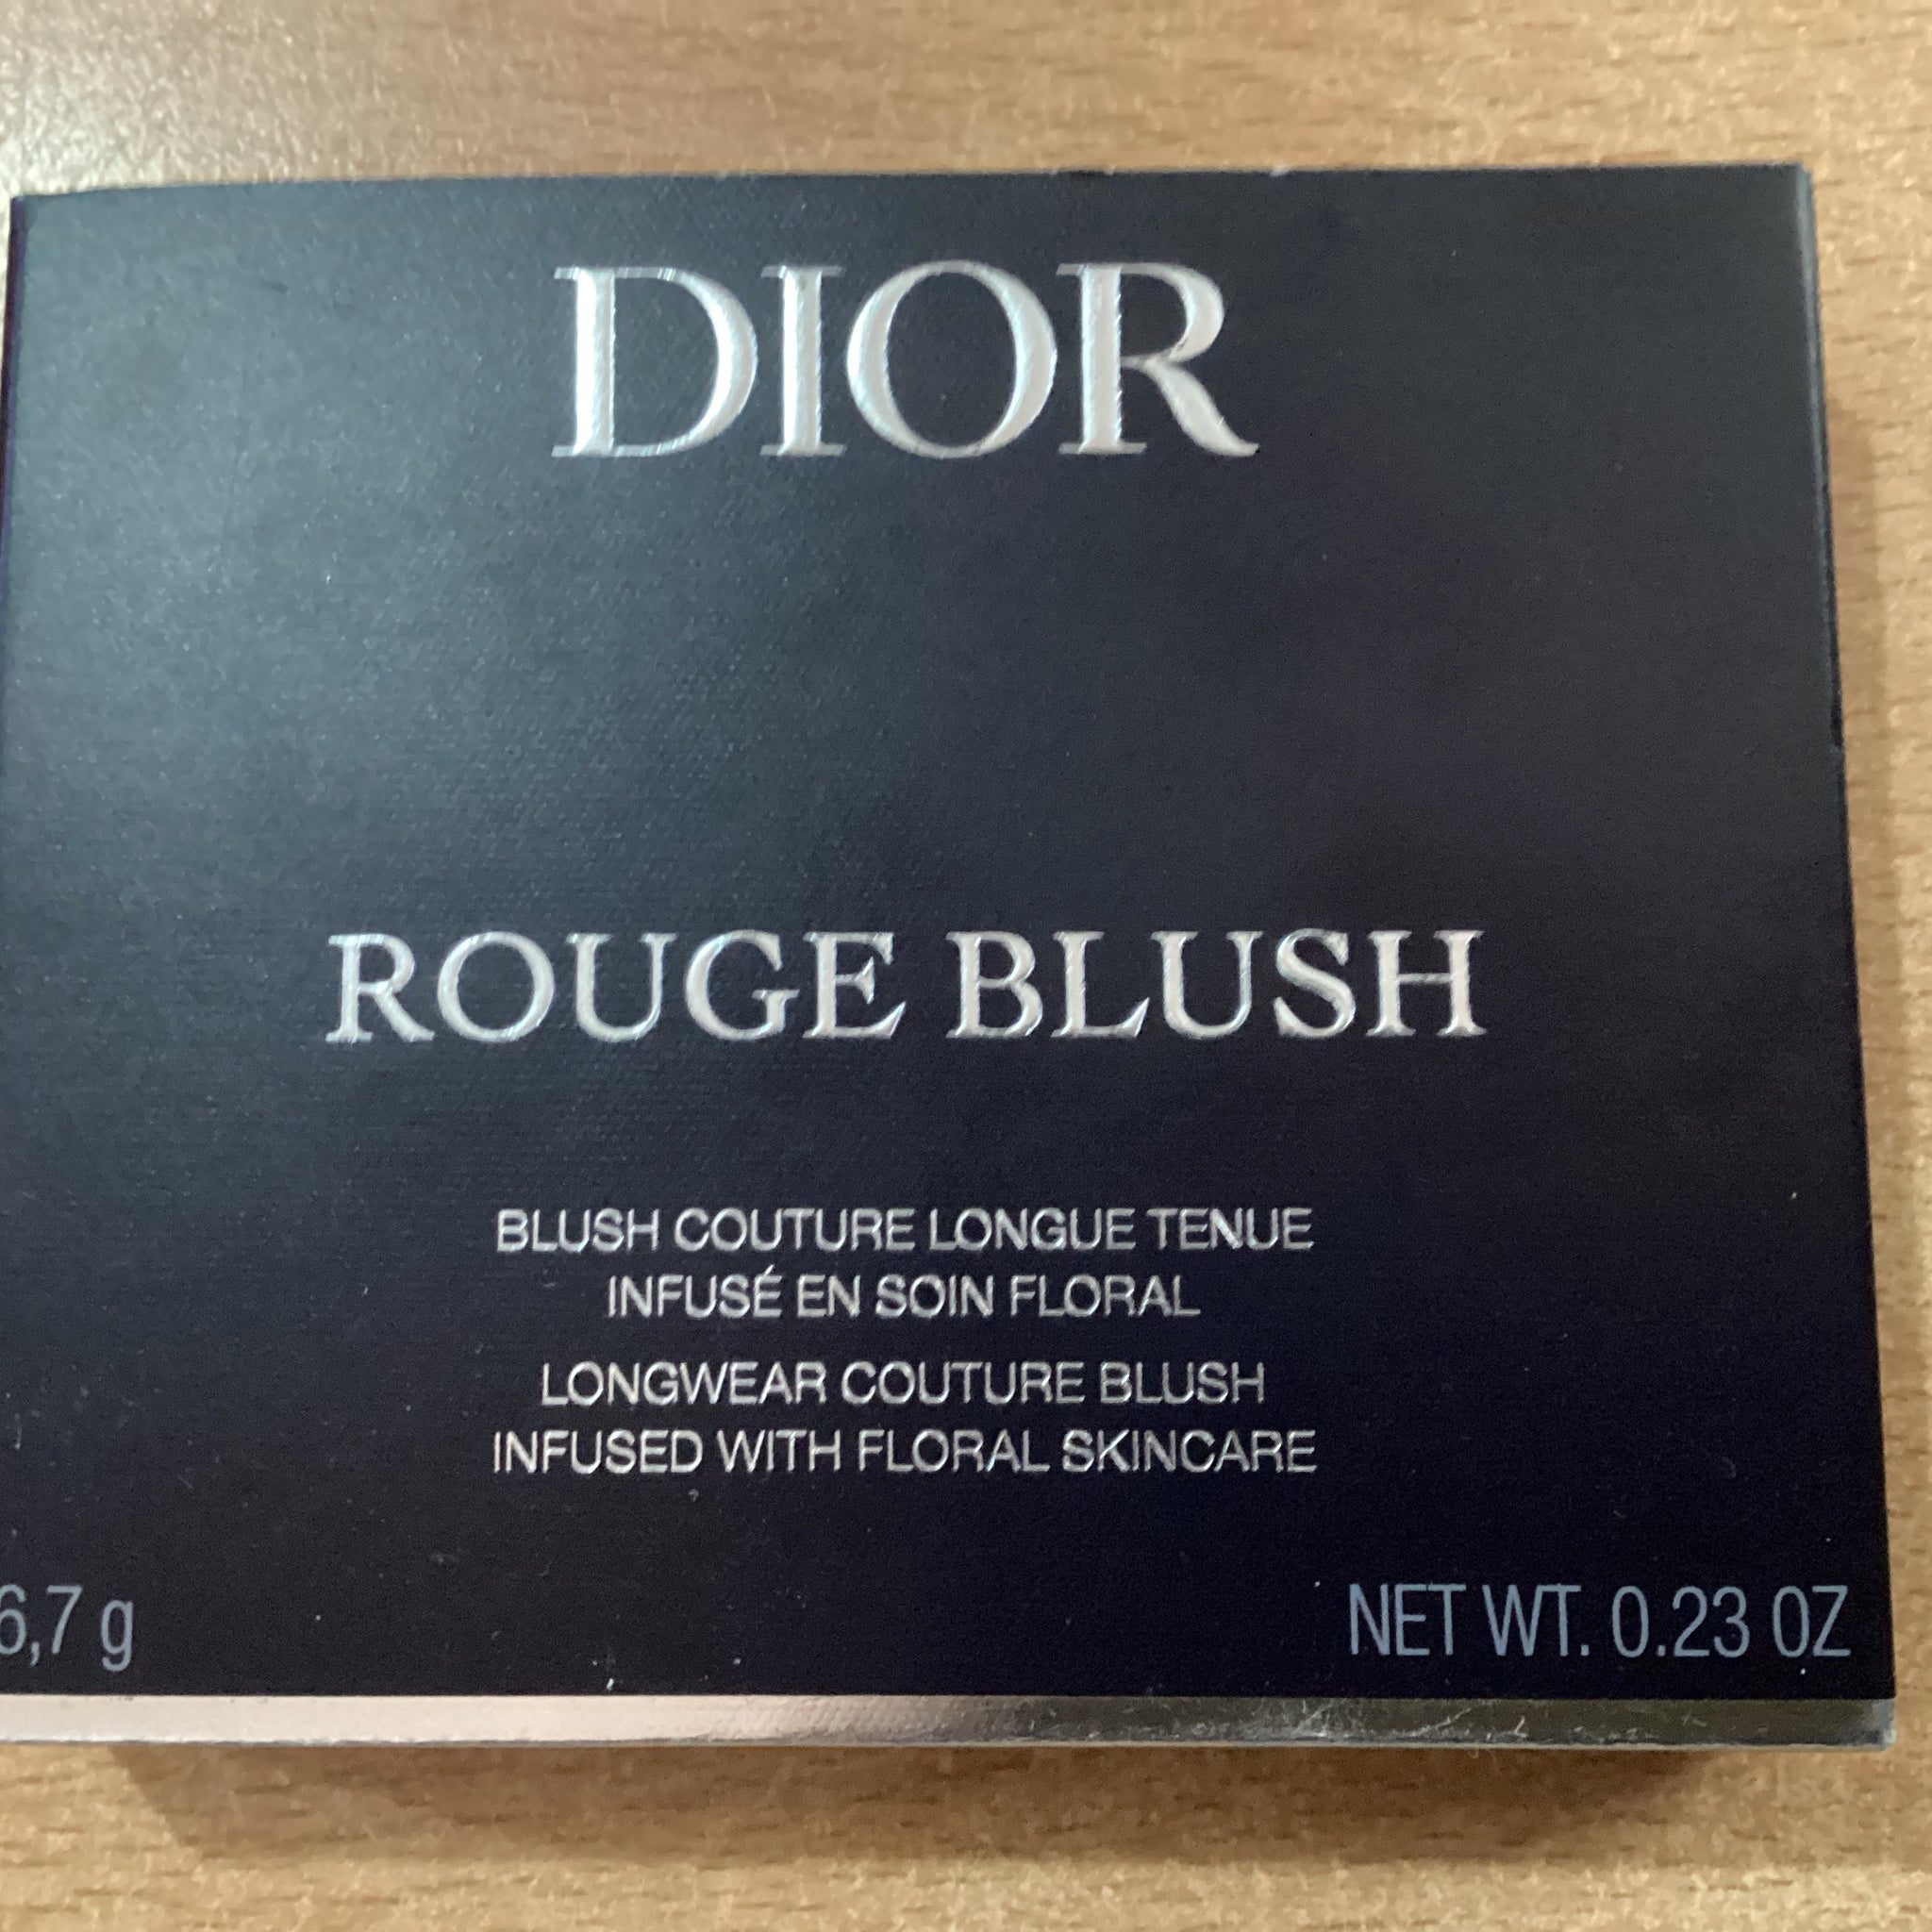 DIOR
ROUGE BLUSH
BLUSH COUTURE LONGUE TENUE
INFUSÉ EN SOIN FLORAL
LONGWEAR COUTURE BLUSH
INFUSED WITH FLORAL SKINCARE
6,7 g
NET WT. 0.23 OZ